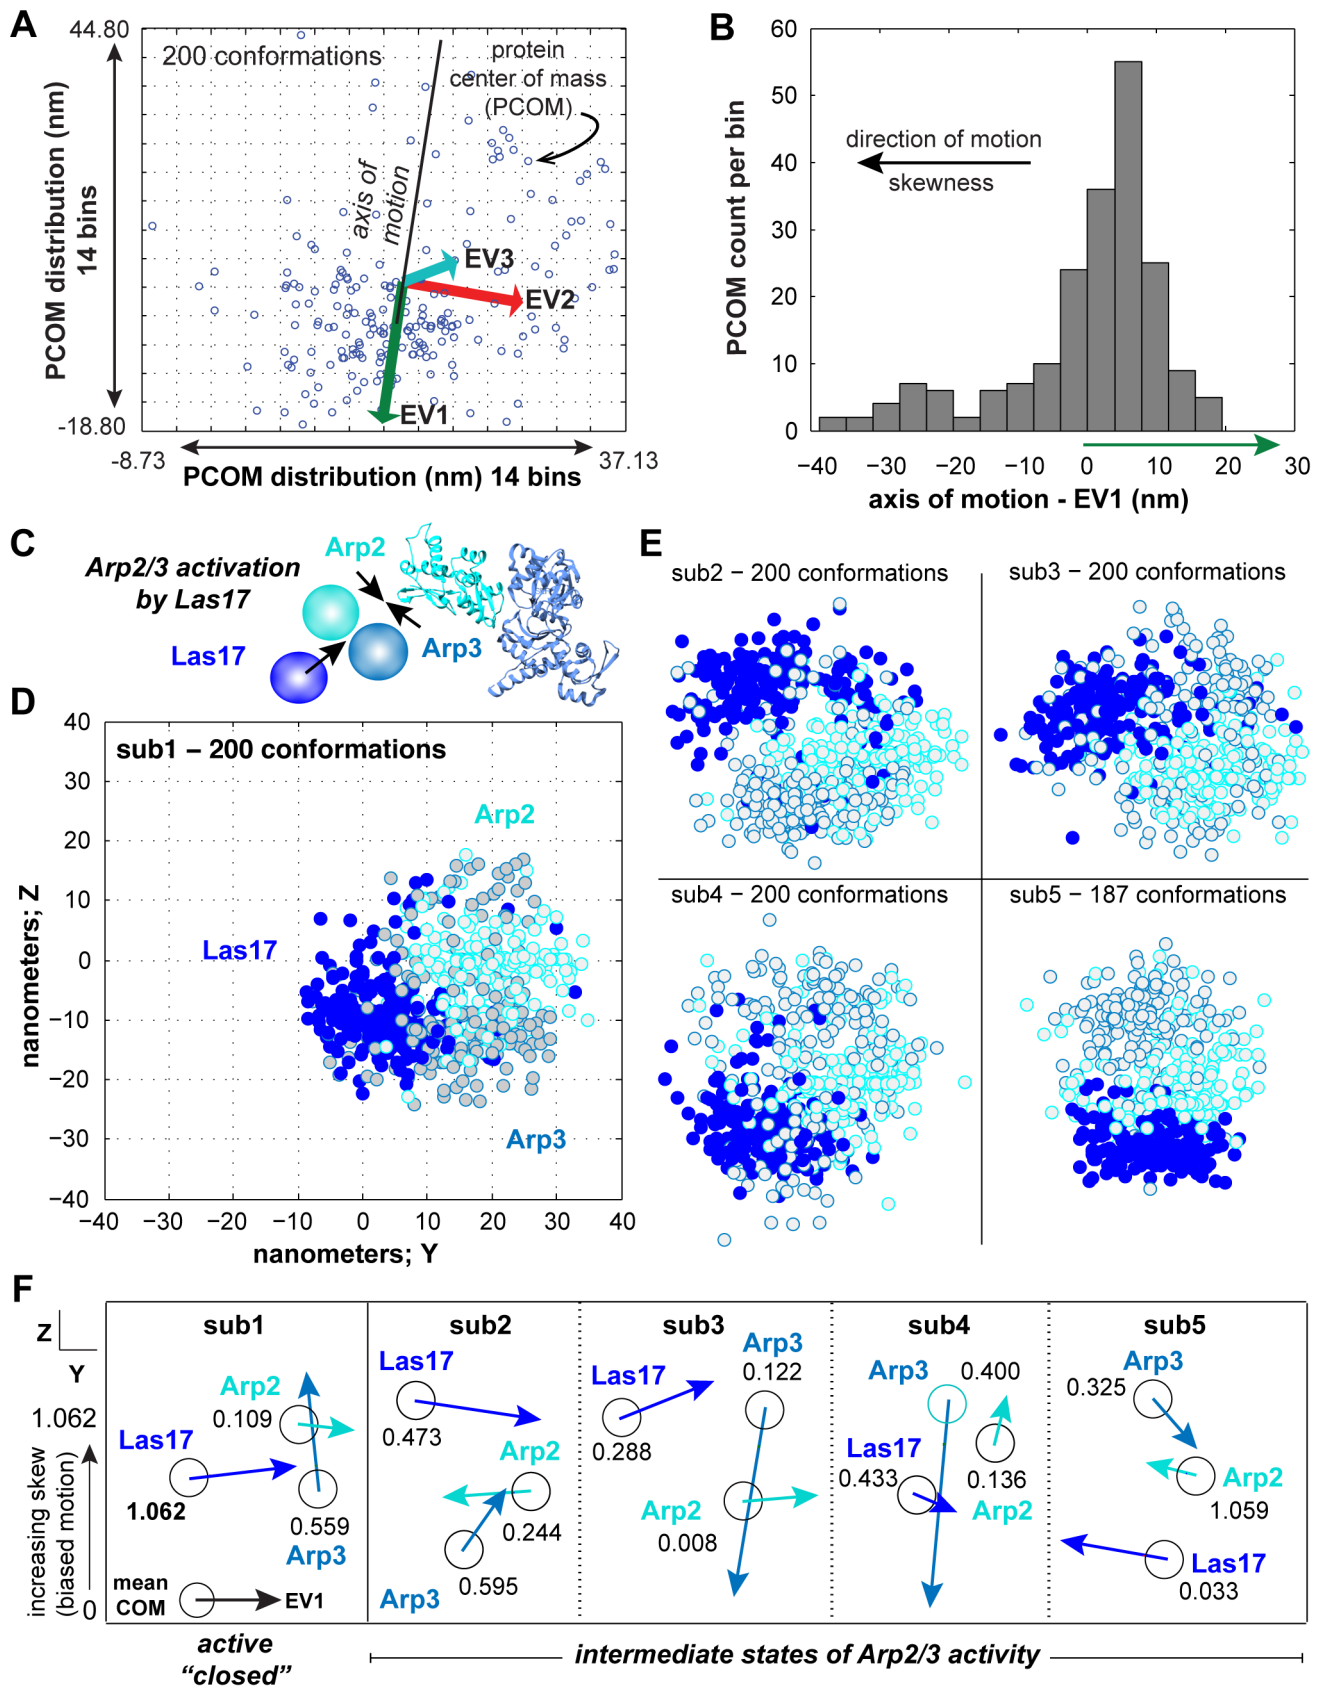 A
44.80
200 conformations
protein
center of mass
(PCOM)
PCOM distribution (nm)
14 bins
axis of
motion
EV3
EV2
EV1
-18.80
-8.73
37.13
PCOM distribution (nm) 14 bins
B
60
50
40
30
20
10
0
PCOM count per bin
direction of motion
skewness
−40
−30
−20
−10
0
10
20
30
axis of motion - EV1 (nm)
C
Arp2/3 activation
by Las17
Arp2
Las17
Arp3
D
40
30
20
10
0
−10
−20
−30
−40
nanometers; Z
sub1 − 200 conformations
Arp2
Las17
Arp3
−40
−30
−20
−10
0
10
20
30
40
nanometers; Y
E
sub2 − 200 conformations
sub3 − 200 conformations
sub4 − 200 conformations
sub5 − 187 conformations
F
Z
Y
1.062
increasing skew
(biased motion)
0
sub1
Arp2
0.109
Las17
1.062
0.559
Arp3
mean
COM
EV1
sub2
Las17
0.473
Arp2
0.244
0.595
Arp3
sub3
Arp3
0.122
Las17
0.288
Arp2
0.008
sub4
Arp3
0.400
Las17
0.433
0.136
Arp2
sub5
Arp3
0.325
Arp2
1.059
Las17
0.033
active
“closed”
intermediate states of Arp2/3 activity